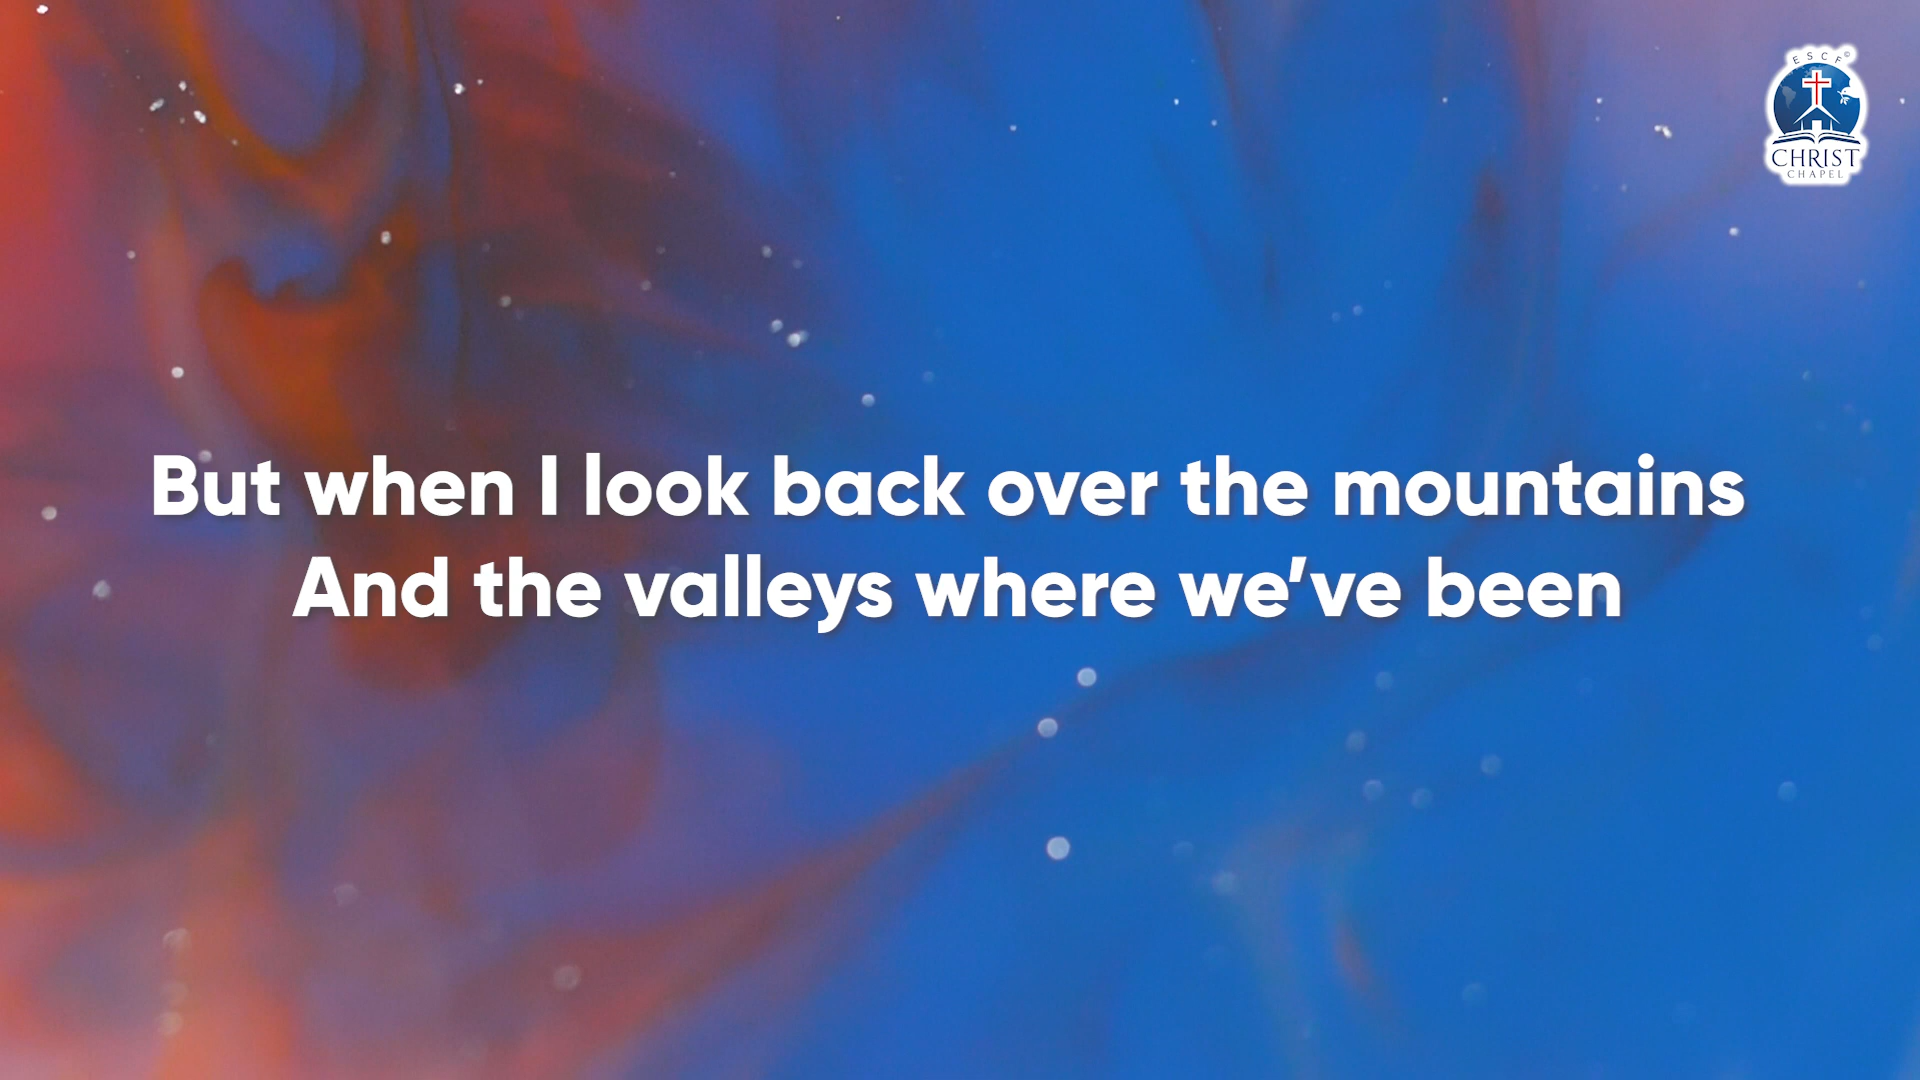 ESCF©
CHRIST
CHAPEL
But when I look back over the mountains
And the valleys where we’ve been